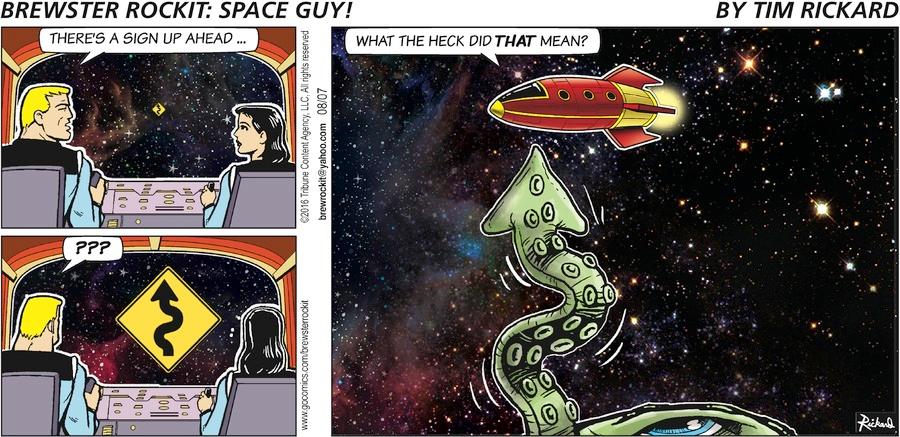 BREWSTER ROCKIT: SPACE GUY!
BY TIM RICKARD
THERE'S A SIGN UP AHEAD ...
©2016 Tribune Content Agency, LLC. All rights reserved
brewrockit@yahoo.com 08/07
???
www.gocomics.com/brewsterrockit
WHAT THE HECK DID THAT MEAN?
Rickard